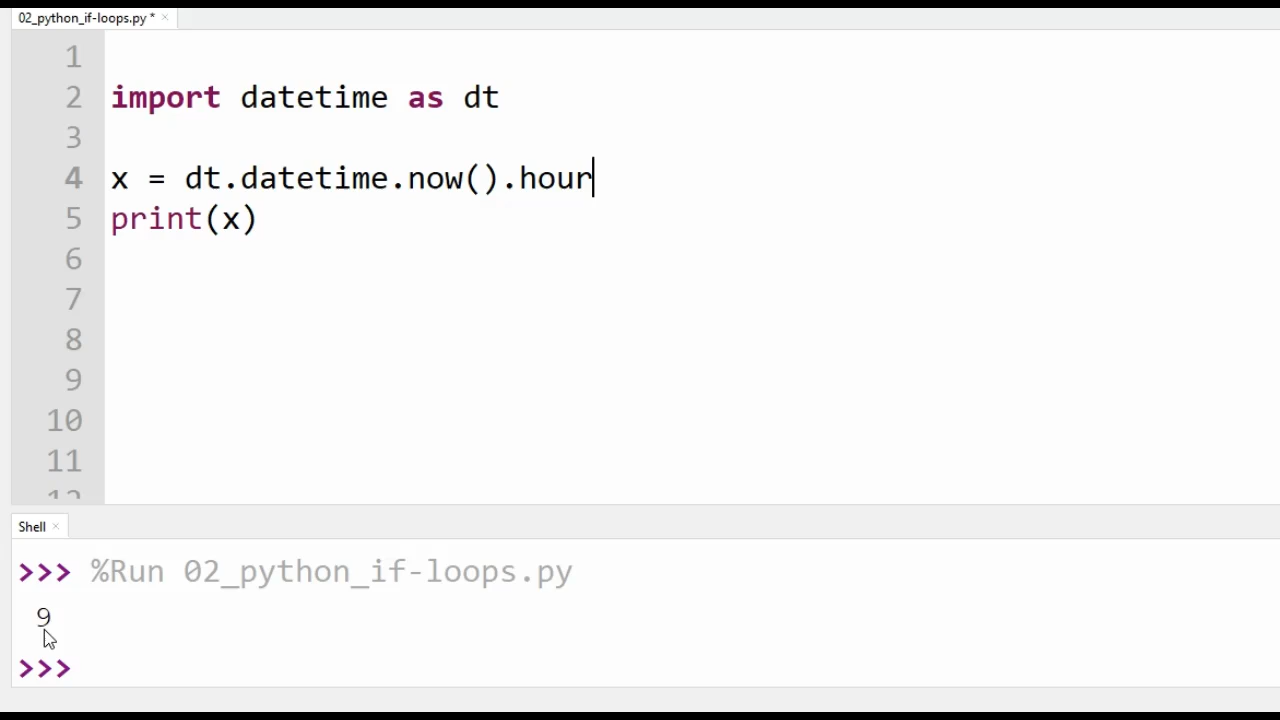 02_python_if-loops.py * ×
1
2 import datetime as dt
3
4 x = dt.datetime.now().hour
5 print(x)
6
7
8
9
10
11
12
Shell ×
>>> %Run 02_python_if-loops.py
9
>>>